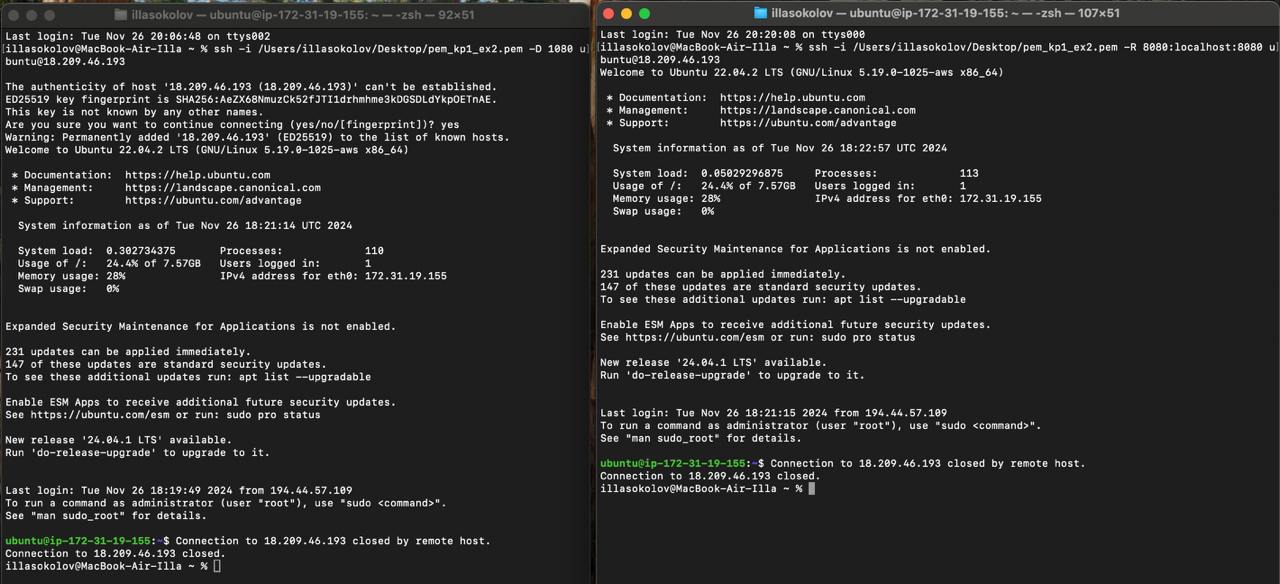 illasokolov — ubuntu@ip-172-31-19-155: ~ — -zsh — 92×51
Last login: Tue Nov 26 20:06:48 on ttys002
[illasokolov@MacBook-Air-Illa ~ % ssh -i /Users/illasokolov/Desktop/pem_kp1_ex2.pem -D 1080 u]
buntu@18.209.46.193
The authenticity of host '18.209.46.193 (18.209.46.193)' can't be established.
ED25519 key fingerprint is SHA256:AeZX68NmuzCk52fJTI1drhmhme3kDGSDLdYkpOETnAE.
This key is not known by any other names.
Are you sure you want to continue connecting (yes/no/[fingerprint])? yes
Warning: Permanently added '18.209.46.193' (ED25519) to the list of known hosts.
Welcome to Ubuntu 22.04.2 LTS (GNU/Linux 5.19.0-1025-aws x86_64)
* Documentation:  https://help.ubuntu.com
* Management:     https://landscape.canonical.com
* Support:        https://ubuntu.com/advantage
System information as of Tue Nov 26 18:21:14 UTC 2024
System load:  0.302734375       Processes:             110
Usage of /:   24.4% of 7.57GB   Users logged in:       1
Memory usage: 28%               IPv4 address for eth0: 172.31.19.155
Swap usage:   0%
Expanded Security Maintenance for Applications is not enabled.
231 updates can be applied immediately.
147 of these updates are standard security updates.
To see these additional updates run: apt list --upgradable
Enable ESM Apps to receive additional future security updates.
See https://ubuntu.com/esm or run: sudo pro status
New release '24.04.1 LTS' available.
Run 'do-release-upgrade' to upgrade to it.
Last login: Tue Nov 26 18:19:49 2024 from 194.44.57.109
To run a command as administrator (user "root"), use "sudo <command>".
See "man sudo_root" for details.
ubuntu@ip-172-31-19-155:~$ Connection to 18.209.46.193 closed by remote host.
Connection to 18.209.46.193 closed.
illasokolov@MacBook-Air-Illa ~ %
illasokolov — ubuntu@ip-172-31-19-155: ~ — -zsh — 107×51
Last login: Tue Nov 26 20:20:08 on ttys000
[illasokolov@MacBook-Air-Illa ~ % ssh -i /Users/illasokolov/Desktop/pem_kp1_ex2.pem -R 8080:localhost:8080 u]
buntu@18.209.46.193
Welcome to Ubuntu 22.04.2 LTS (GNU/Linux 5.19.0-1025-aws x86_64)
* Documentation:  https://help.ubuntu.com
* Management:     https://landscape.canonical.com
* Support:        https://ubuntu.com/advantage
System information as of Tue Nov 26 18:22:57 UTC 2024
System load:  0.05029296875     Processes:             113
Usage of /:   24.4% of 7.57GB   Users logged in:       1
Memory usage: 28%               IPv4 address for eth0: 172.31.19.155
Swap usage:   0%
Expanded Security Maintenance for Applications is not enabled.
231 updates can be applied immediately.
147 of these updates are standard security updates.
To see these additional updates run: apt list --upgradable
Enable ESM Apps to receive additional future security updates.
See https://ubuntu.com/esm or run: sudo pro status
New release '24.04.1 LTS' available.
Run 'do-release-upgrade' to upgrade to it.
Last login: Tue Nov 26 18:21:15 2024 from 194.44.57.109
To run a command as administrator (user "root"), use "sudo <command>".
See "man sudo_root" for details.
ubuntu@ip-172-31-19-155:~$ Connection to 18.209.46.193 closed by remote host.
Connection to 18.209.46.193 closed.
illasokolov@MacBook-Air-Illa ~ %